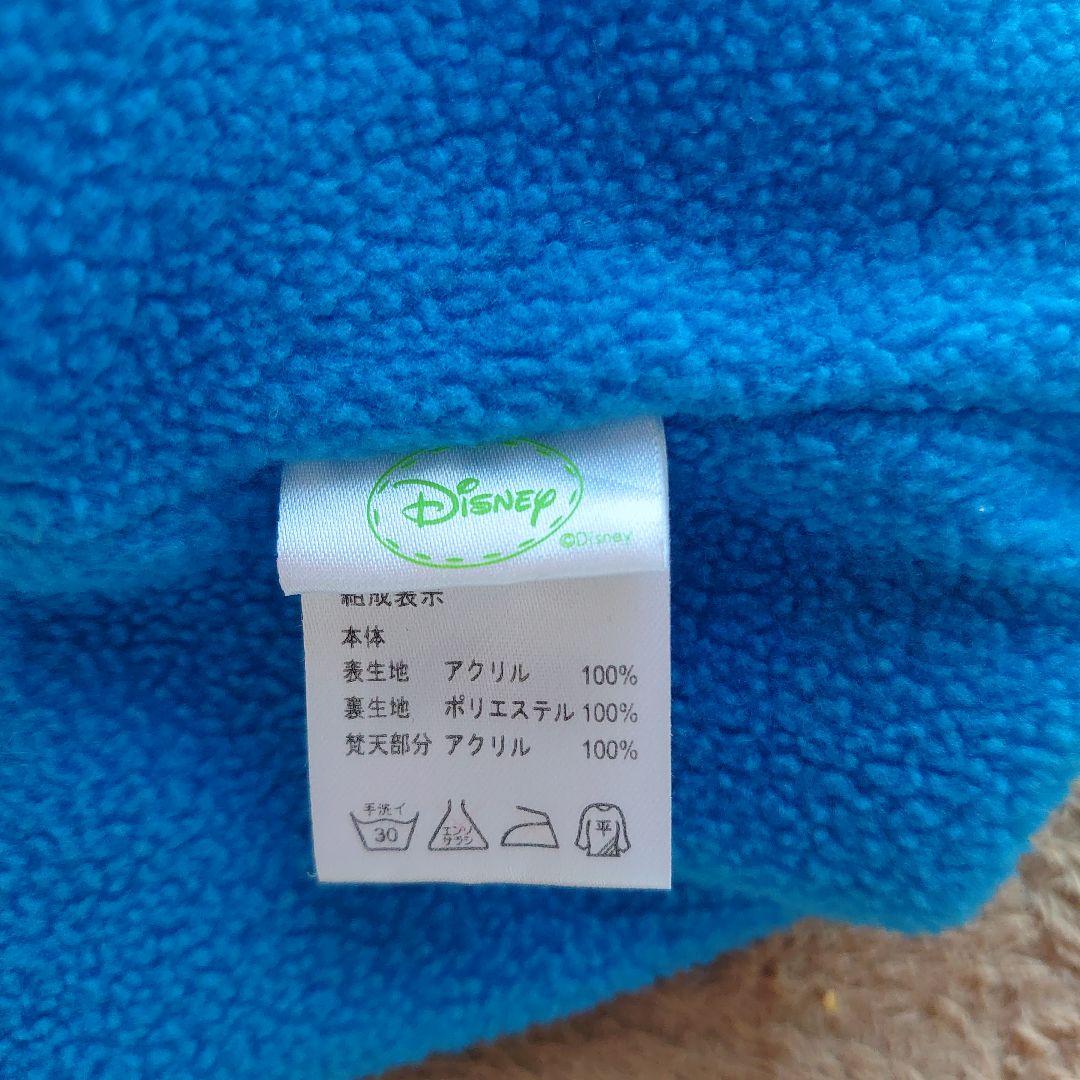 Disney
©Disney
組成表示
本体
表生地 アクリル 100%
裏生地 ポリエステル 100%
梵天部分 アクリル 100%
手洗イ
30
エンソ
サラシ
平